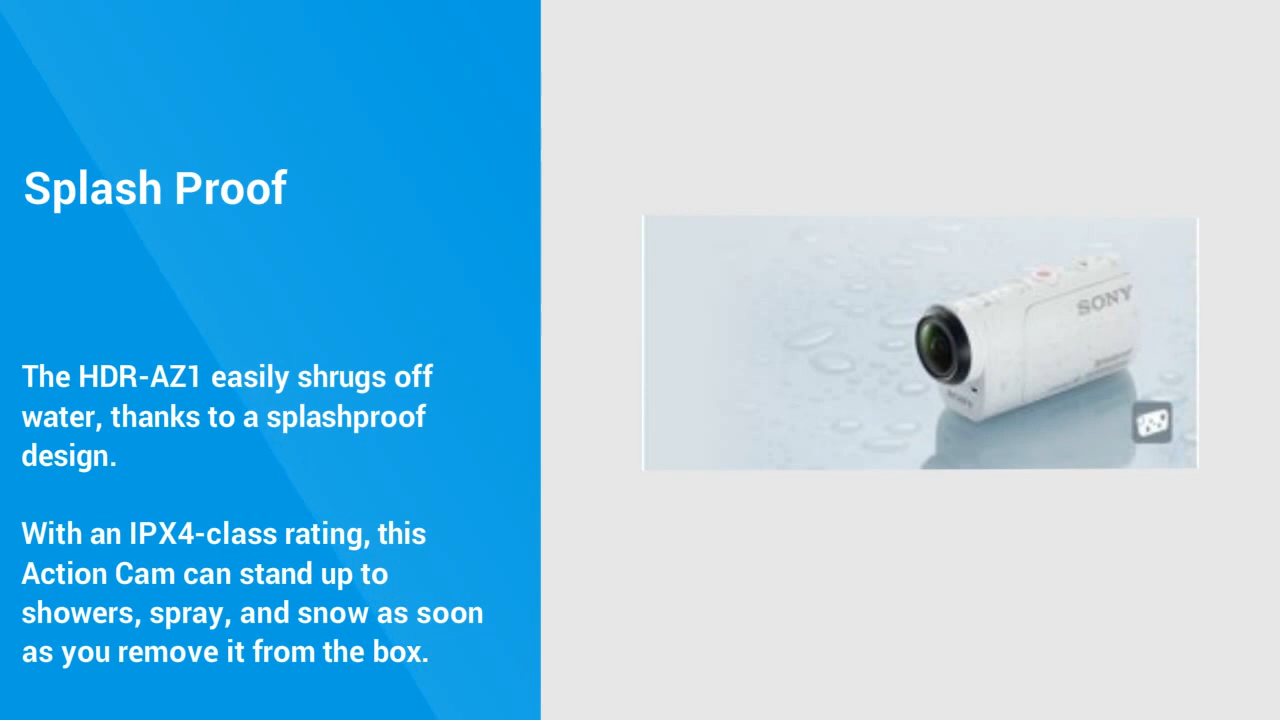 Splash Proof
The HDR-AZ1 easily shrugs off
water, thanks to a splashproof
design.
With an IPX4-class rating, this
Action Cam can stand up to
showers, spray, and snow as soon
as you remove it from the box.
SONY
SONY